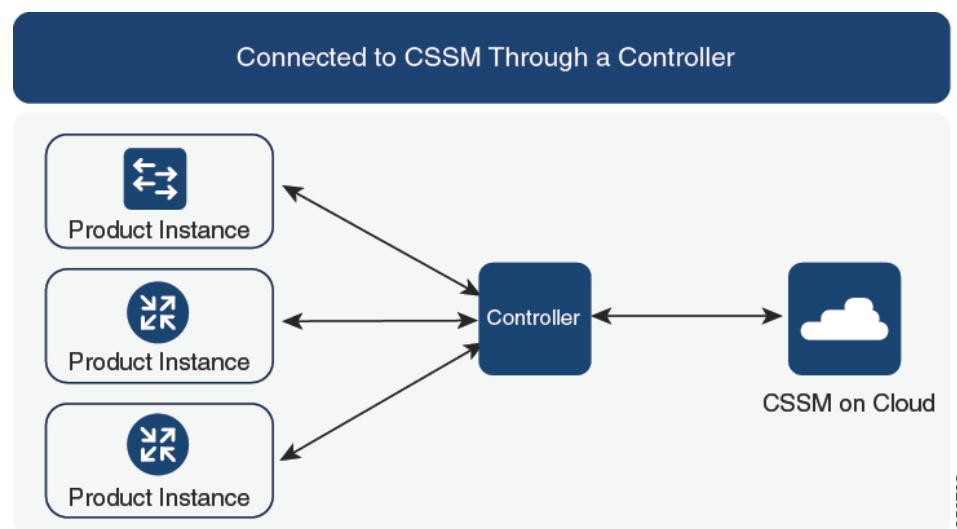 Connected to CSSM Through a Controller
Product Instance
Product Instance
Controller
CSSM on Cloud
Product Instance